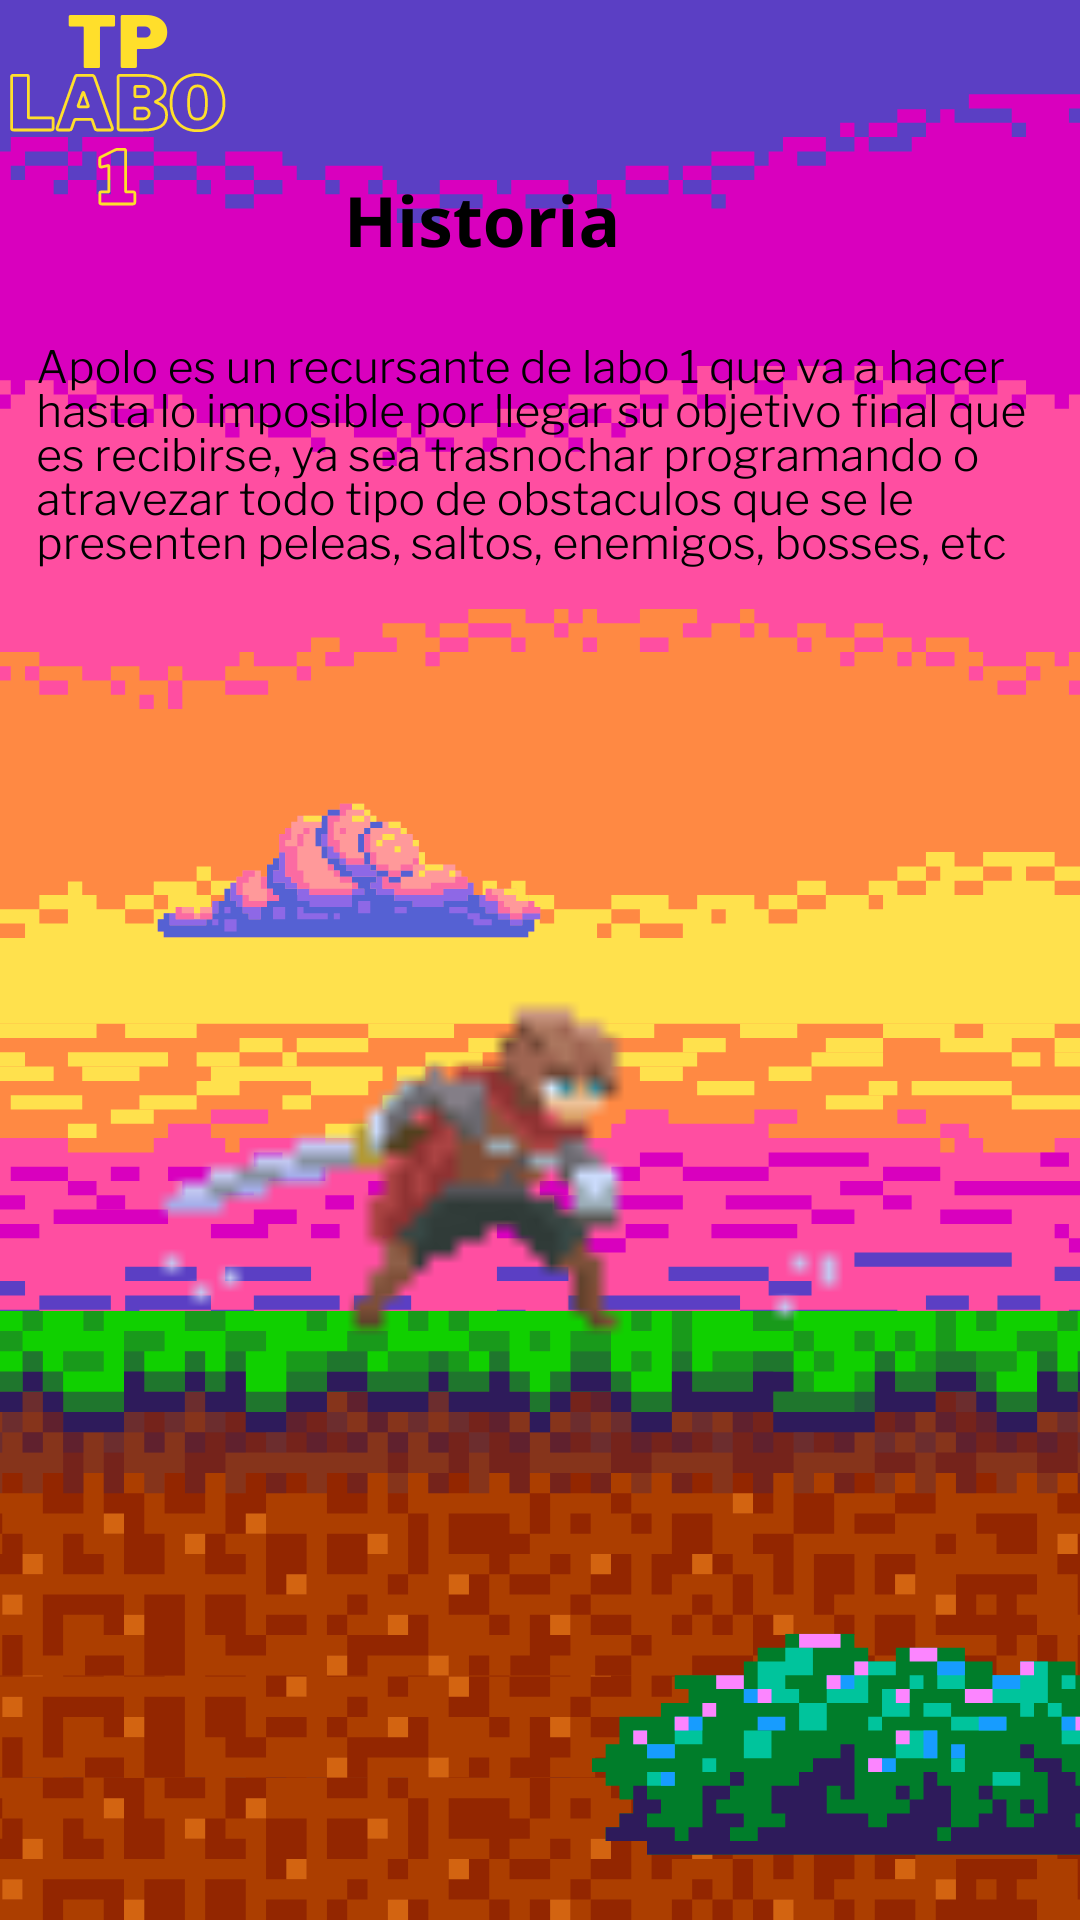 TP
LABO
1
Historia
Apolo es un recursante de labo 1 que va a hacer
hasta lo imposible por llegar su objetivo final que
es recibirse, ya sea trasnochar programando o
atravezar todo tipo de obstaculos que se le
presenten peleas, saltos, enemigos, bosses, etc